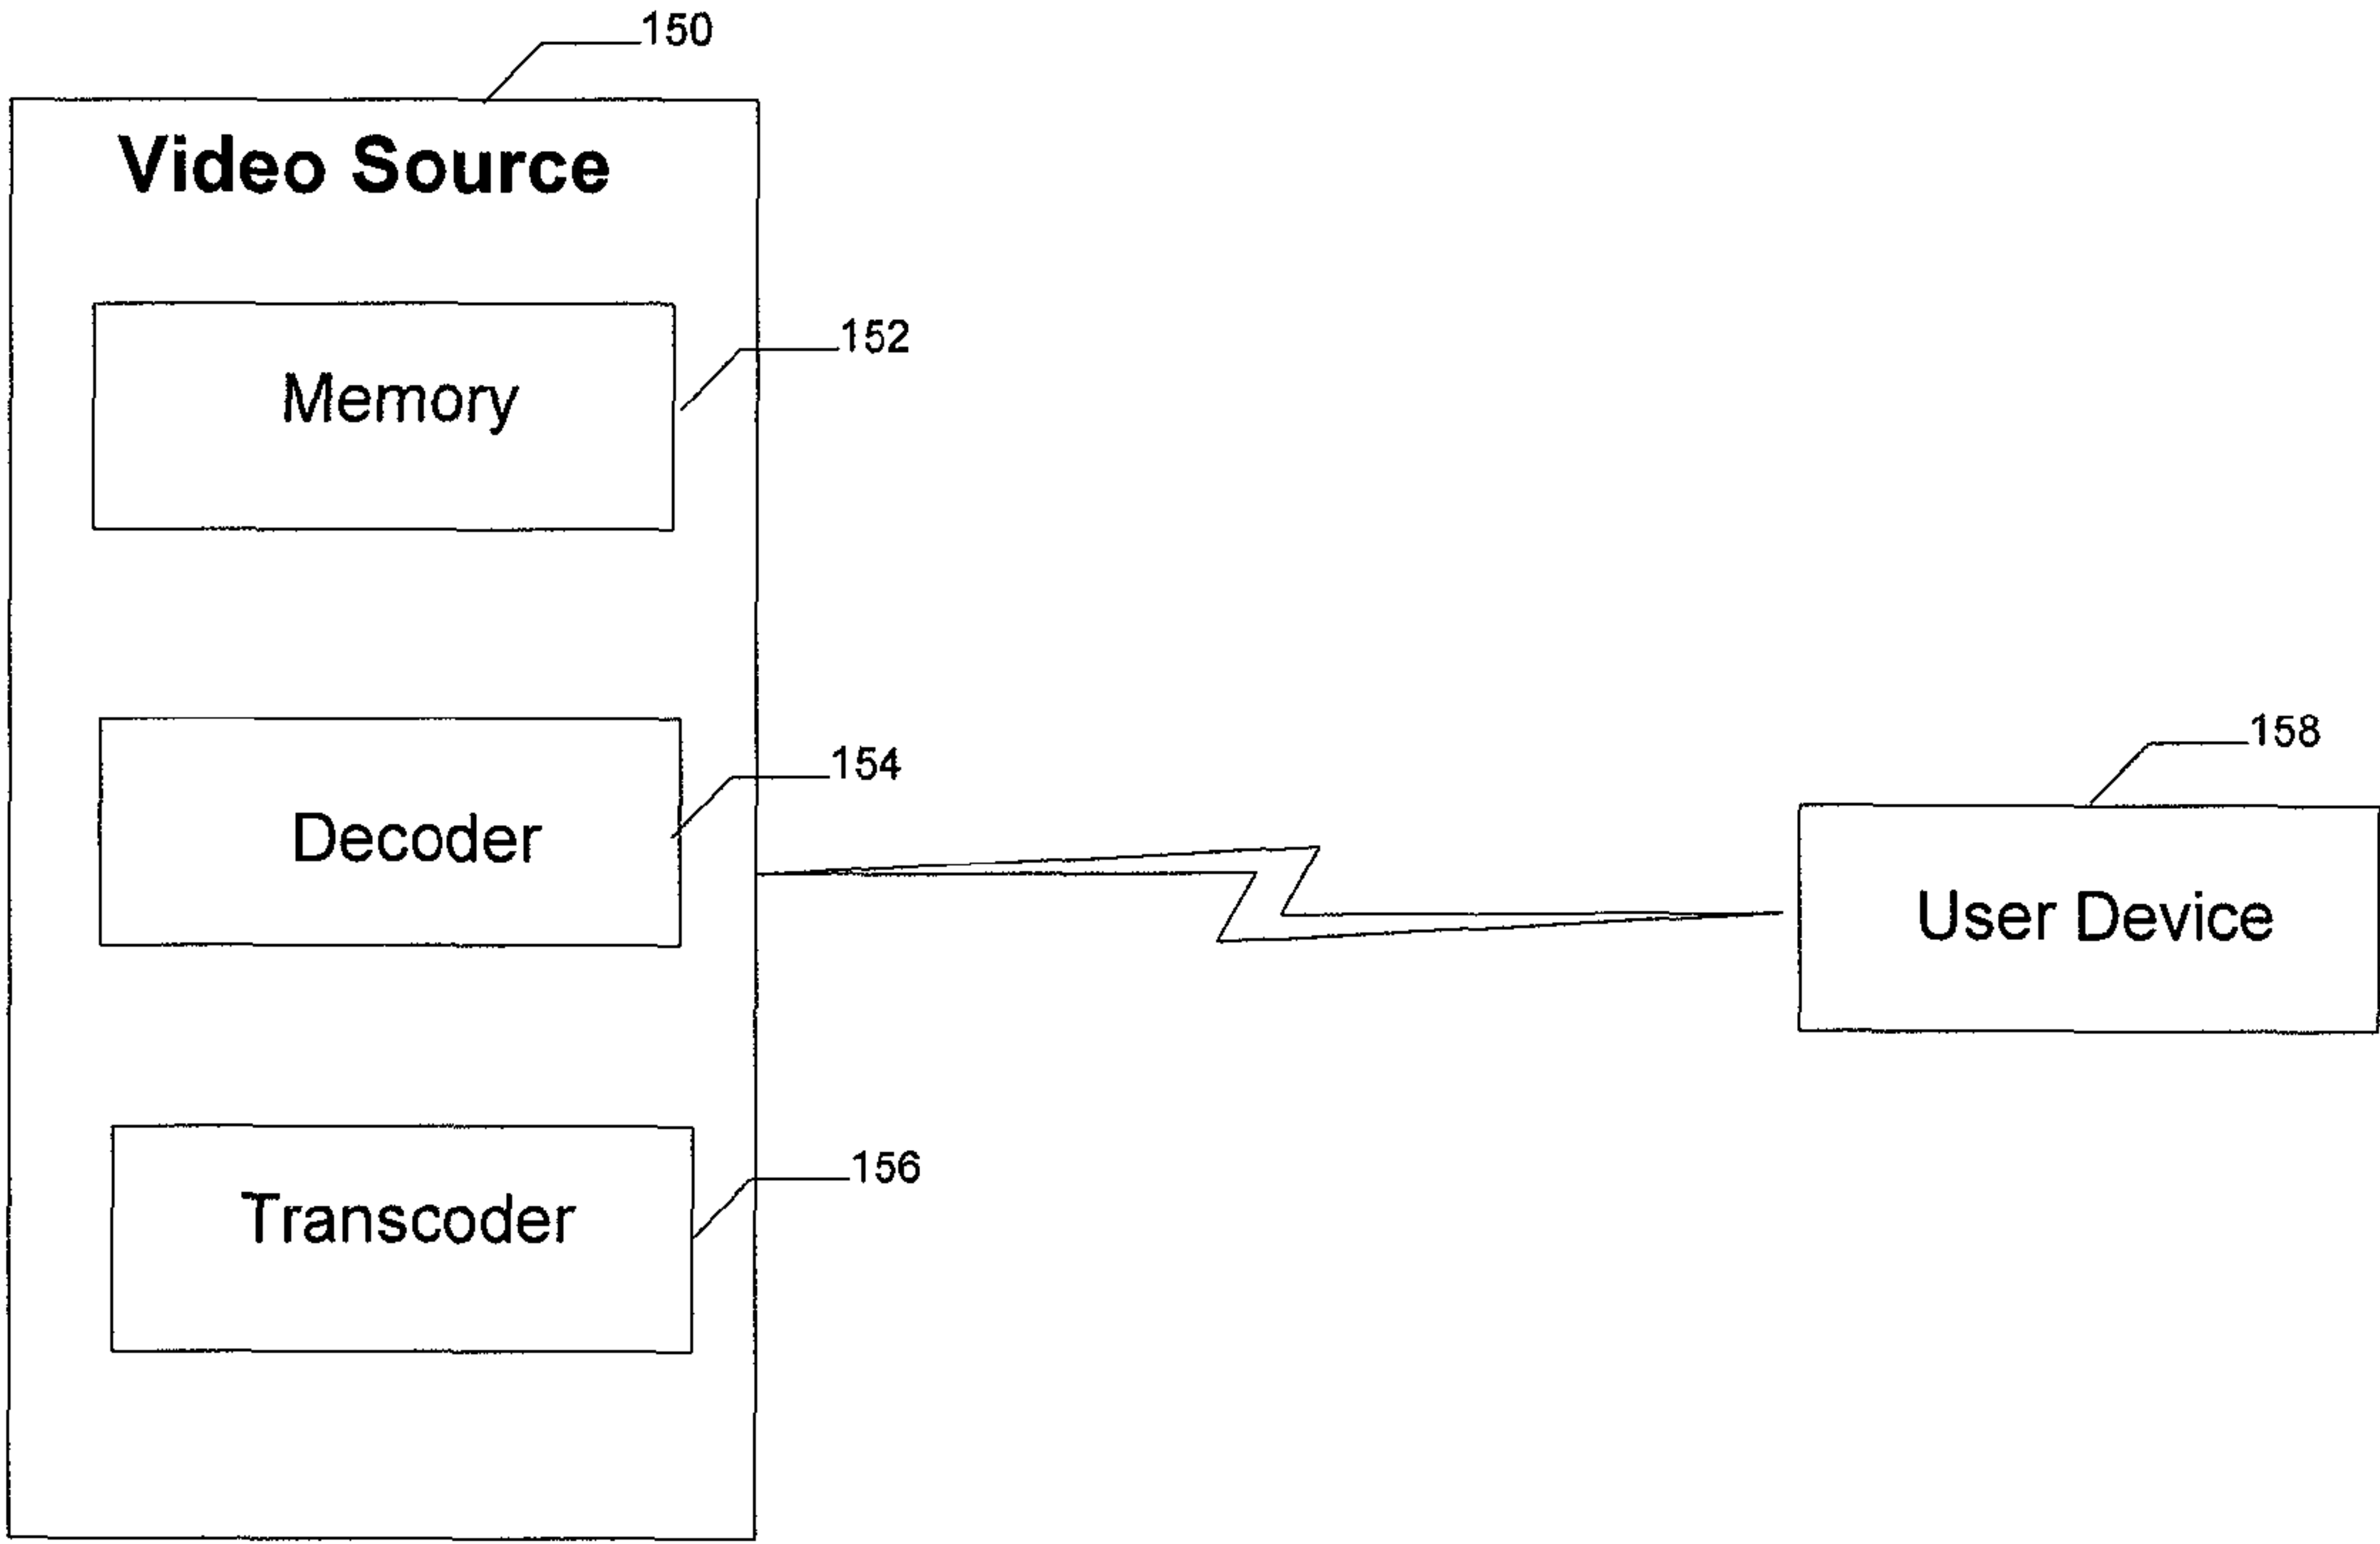 150
Video Source
152
Memory
154
Decoder
158
User Device
156
Transcoder